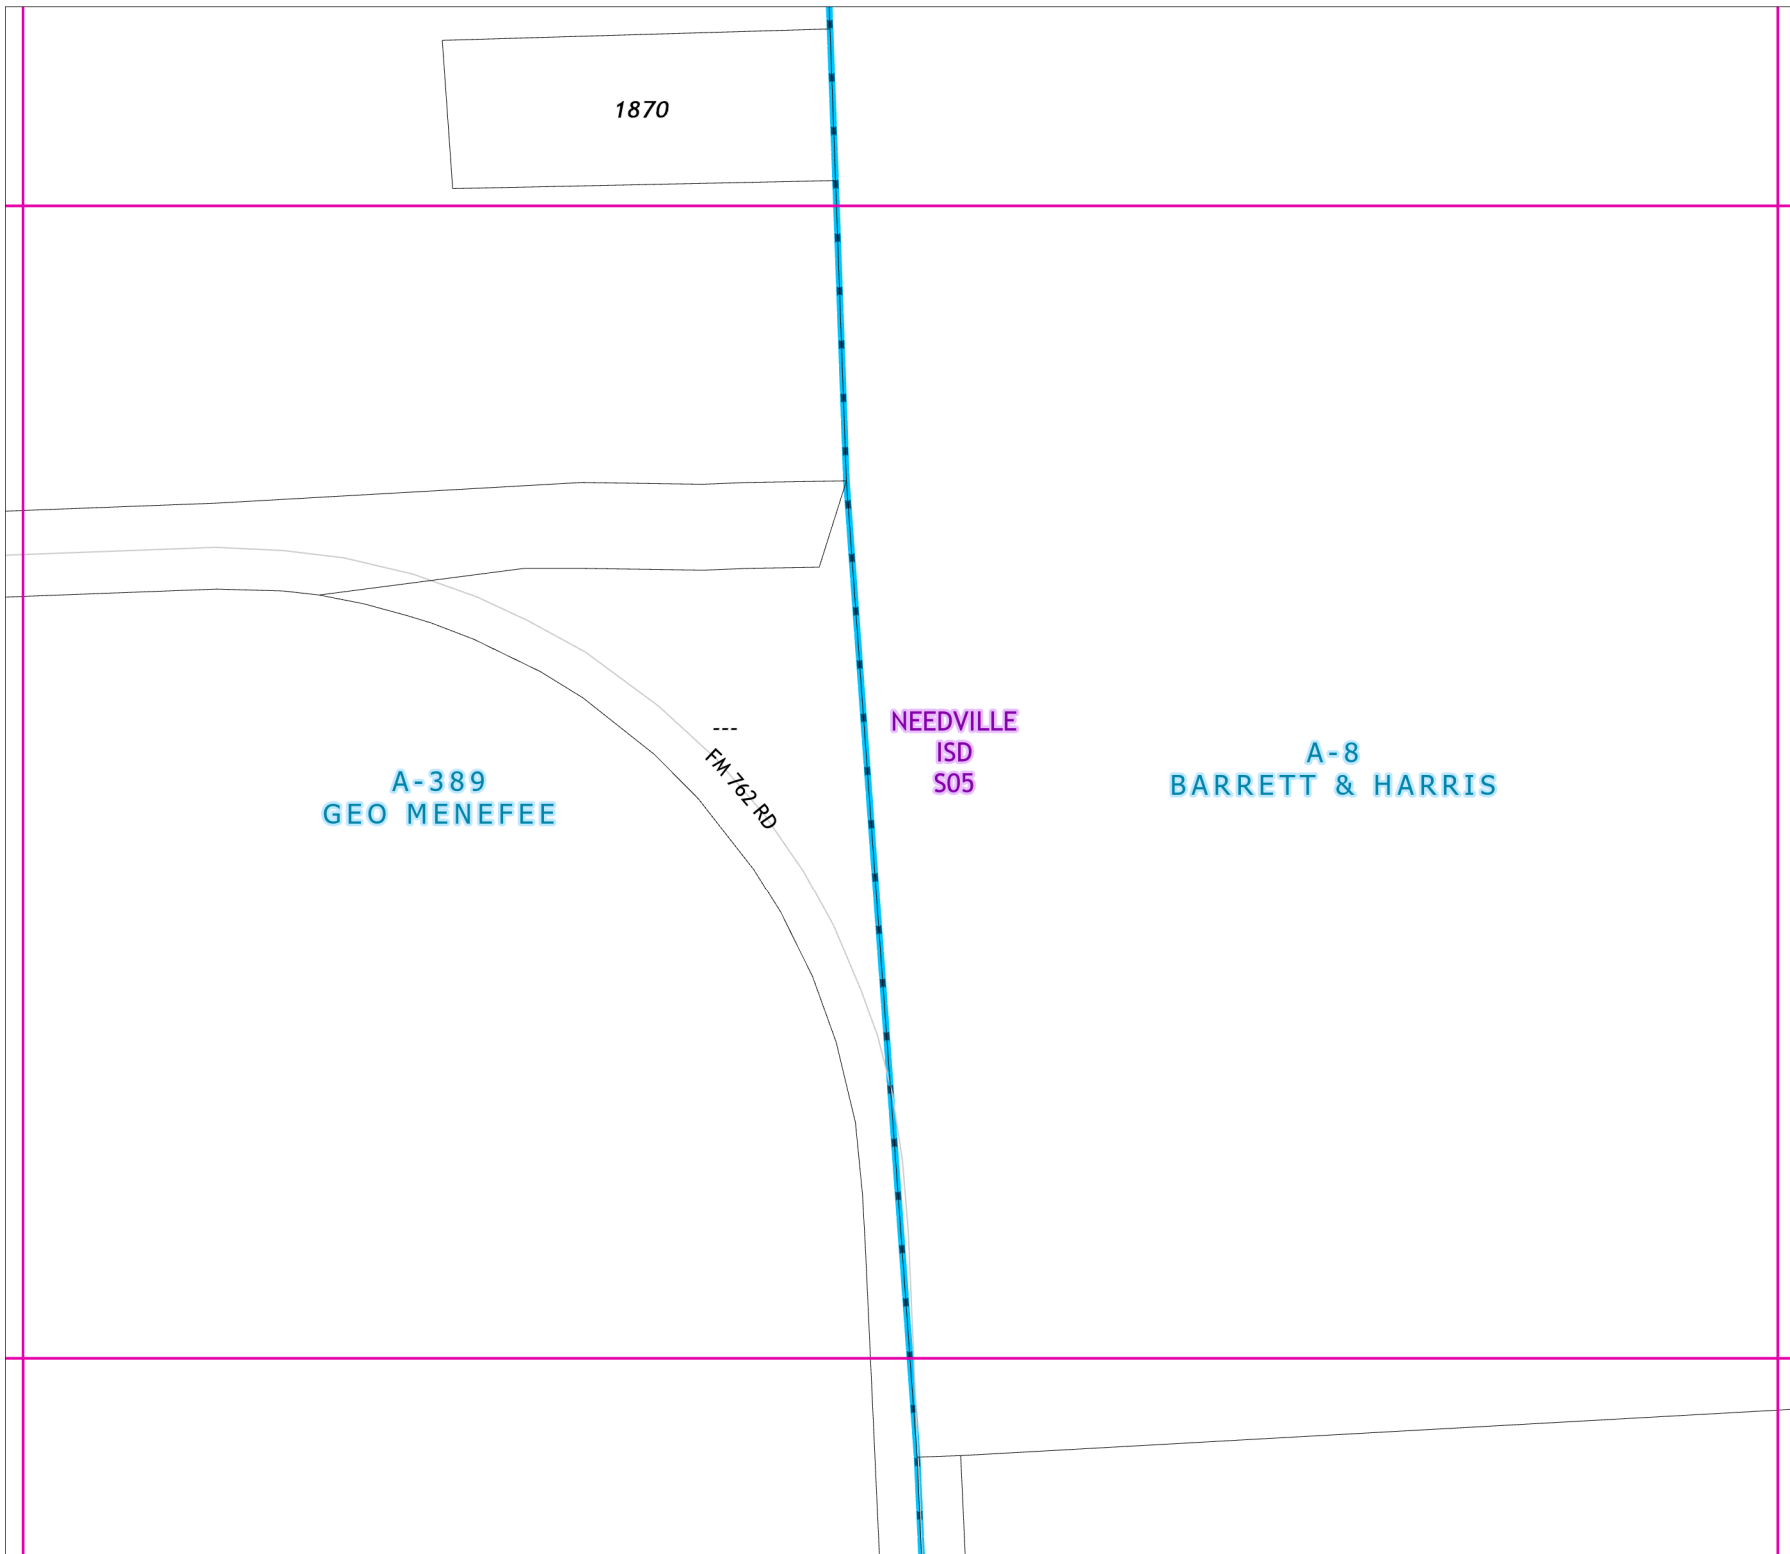 1870
NEEDVILLE
ISD
S05
A-8
BARRETT & HARRIS
---
FM 762 RD
A-389
GEO MENEFEE